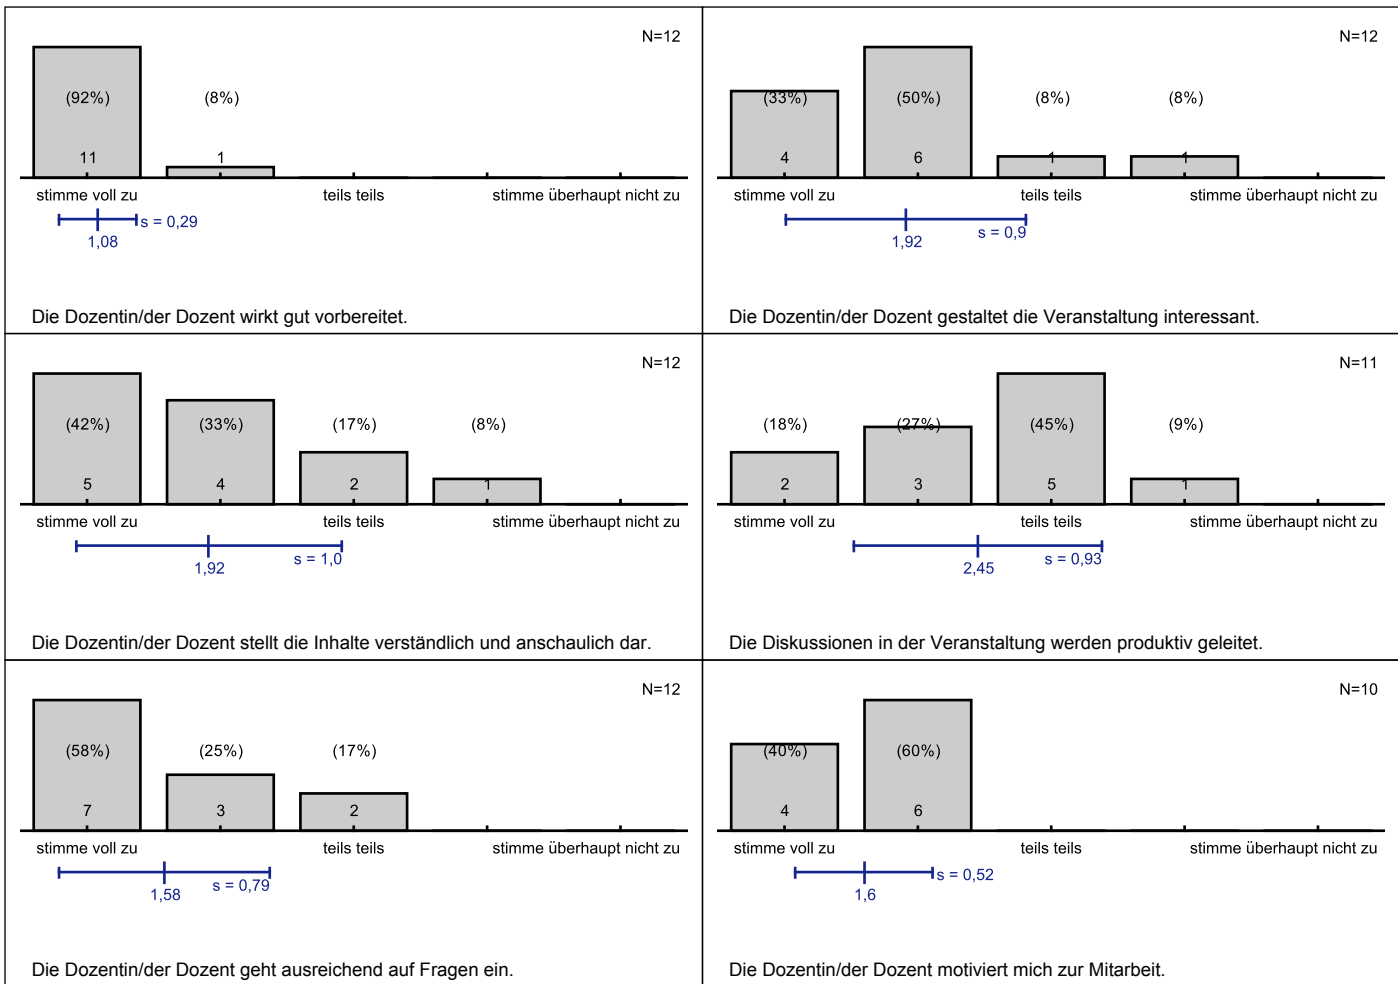 N=12
(92%) (8%)
11 1
stimme voll zu teils teils stimme überhaupt nicht zu
s = 0,29
1,08
Die Dozentin/der Dozent wirkt gut vorbereitet.
N=12
(33%) (50%) (8%) (8%)
4 6 1 1
stimme voll zu teils teils stimme überhaupt nicht zu
s = 0,9
1,92
Die Dozentin/der Dozent gestaltet die Veranstaltung interessant.
N=12
(42%) (33%) (17%) (8%)
5 4 2 1
stimme voll zu teils teils stimme überhaupt nicht zu
s = 1,0
1,92
Die Dozentin/der Dozent stellt die Inhalte verständlich und anschaulich dar.
N=11
(18%) (27%) (45%) (9%)
2 3 5 1
stimme voll zu teils teils stimme überhaupt nicht zu
s = 0,93
2,45
Die Diskussionen in der Veranstaltung werden produktiv geleitet.
N=12
(58%) (25%) (17%)
7 3 2
stimme voll zu teils teils stimme überhaupt nicht zu
s = 0,79
1,58
Die Dozentin/der Dozent geht ausreichend auf Fragen ein.
N=10
(40%) (60%)
4 6
stimme voll zu teils teils stimme überhaupt nicht zu
s = 0,52
1,6
Die Dozentin/der Dozent motiviert mich zur Mitarbeit.